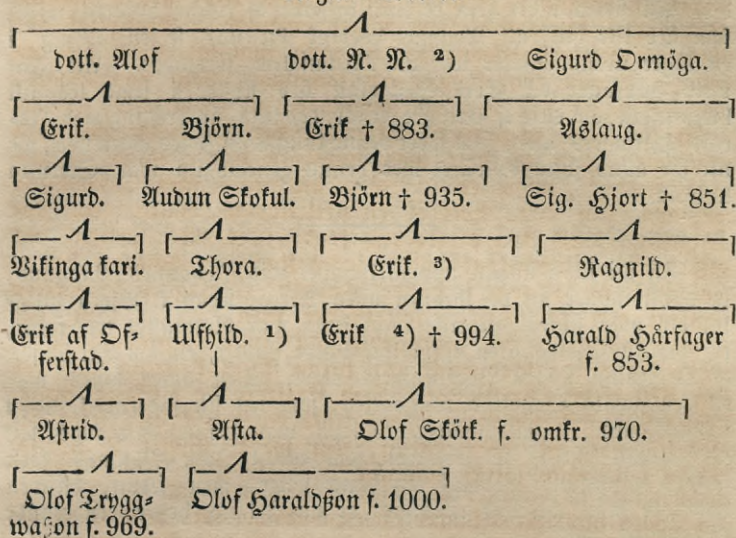 dott. Alof dott. N. N. ²) Sigurd Ormöga.
Erik. Björn. Erik † 883. Aslaug.
Sigurd. Audun Skokul. Björn † 935. Sig. Hjort † 851.
Vikinga kari. Thora. Erik. ³) Ragnild.
Erik af Of- Ulfhild. ¹) Erik ⁴) † 994. Harald Hårfager
ferstad. f. 853.
Astrid. Asta. Olof Skötk. f. omkr. 970.
Olof Trygg- Olof Haraldßon f. 1000.
waßon f. 969.